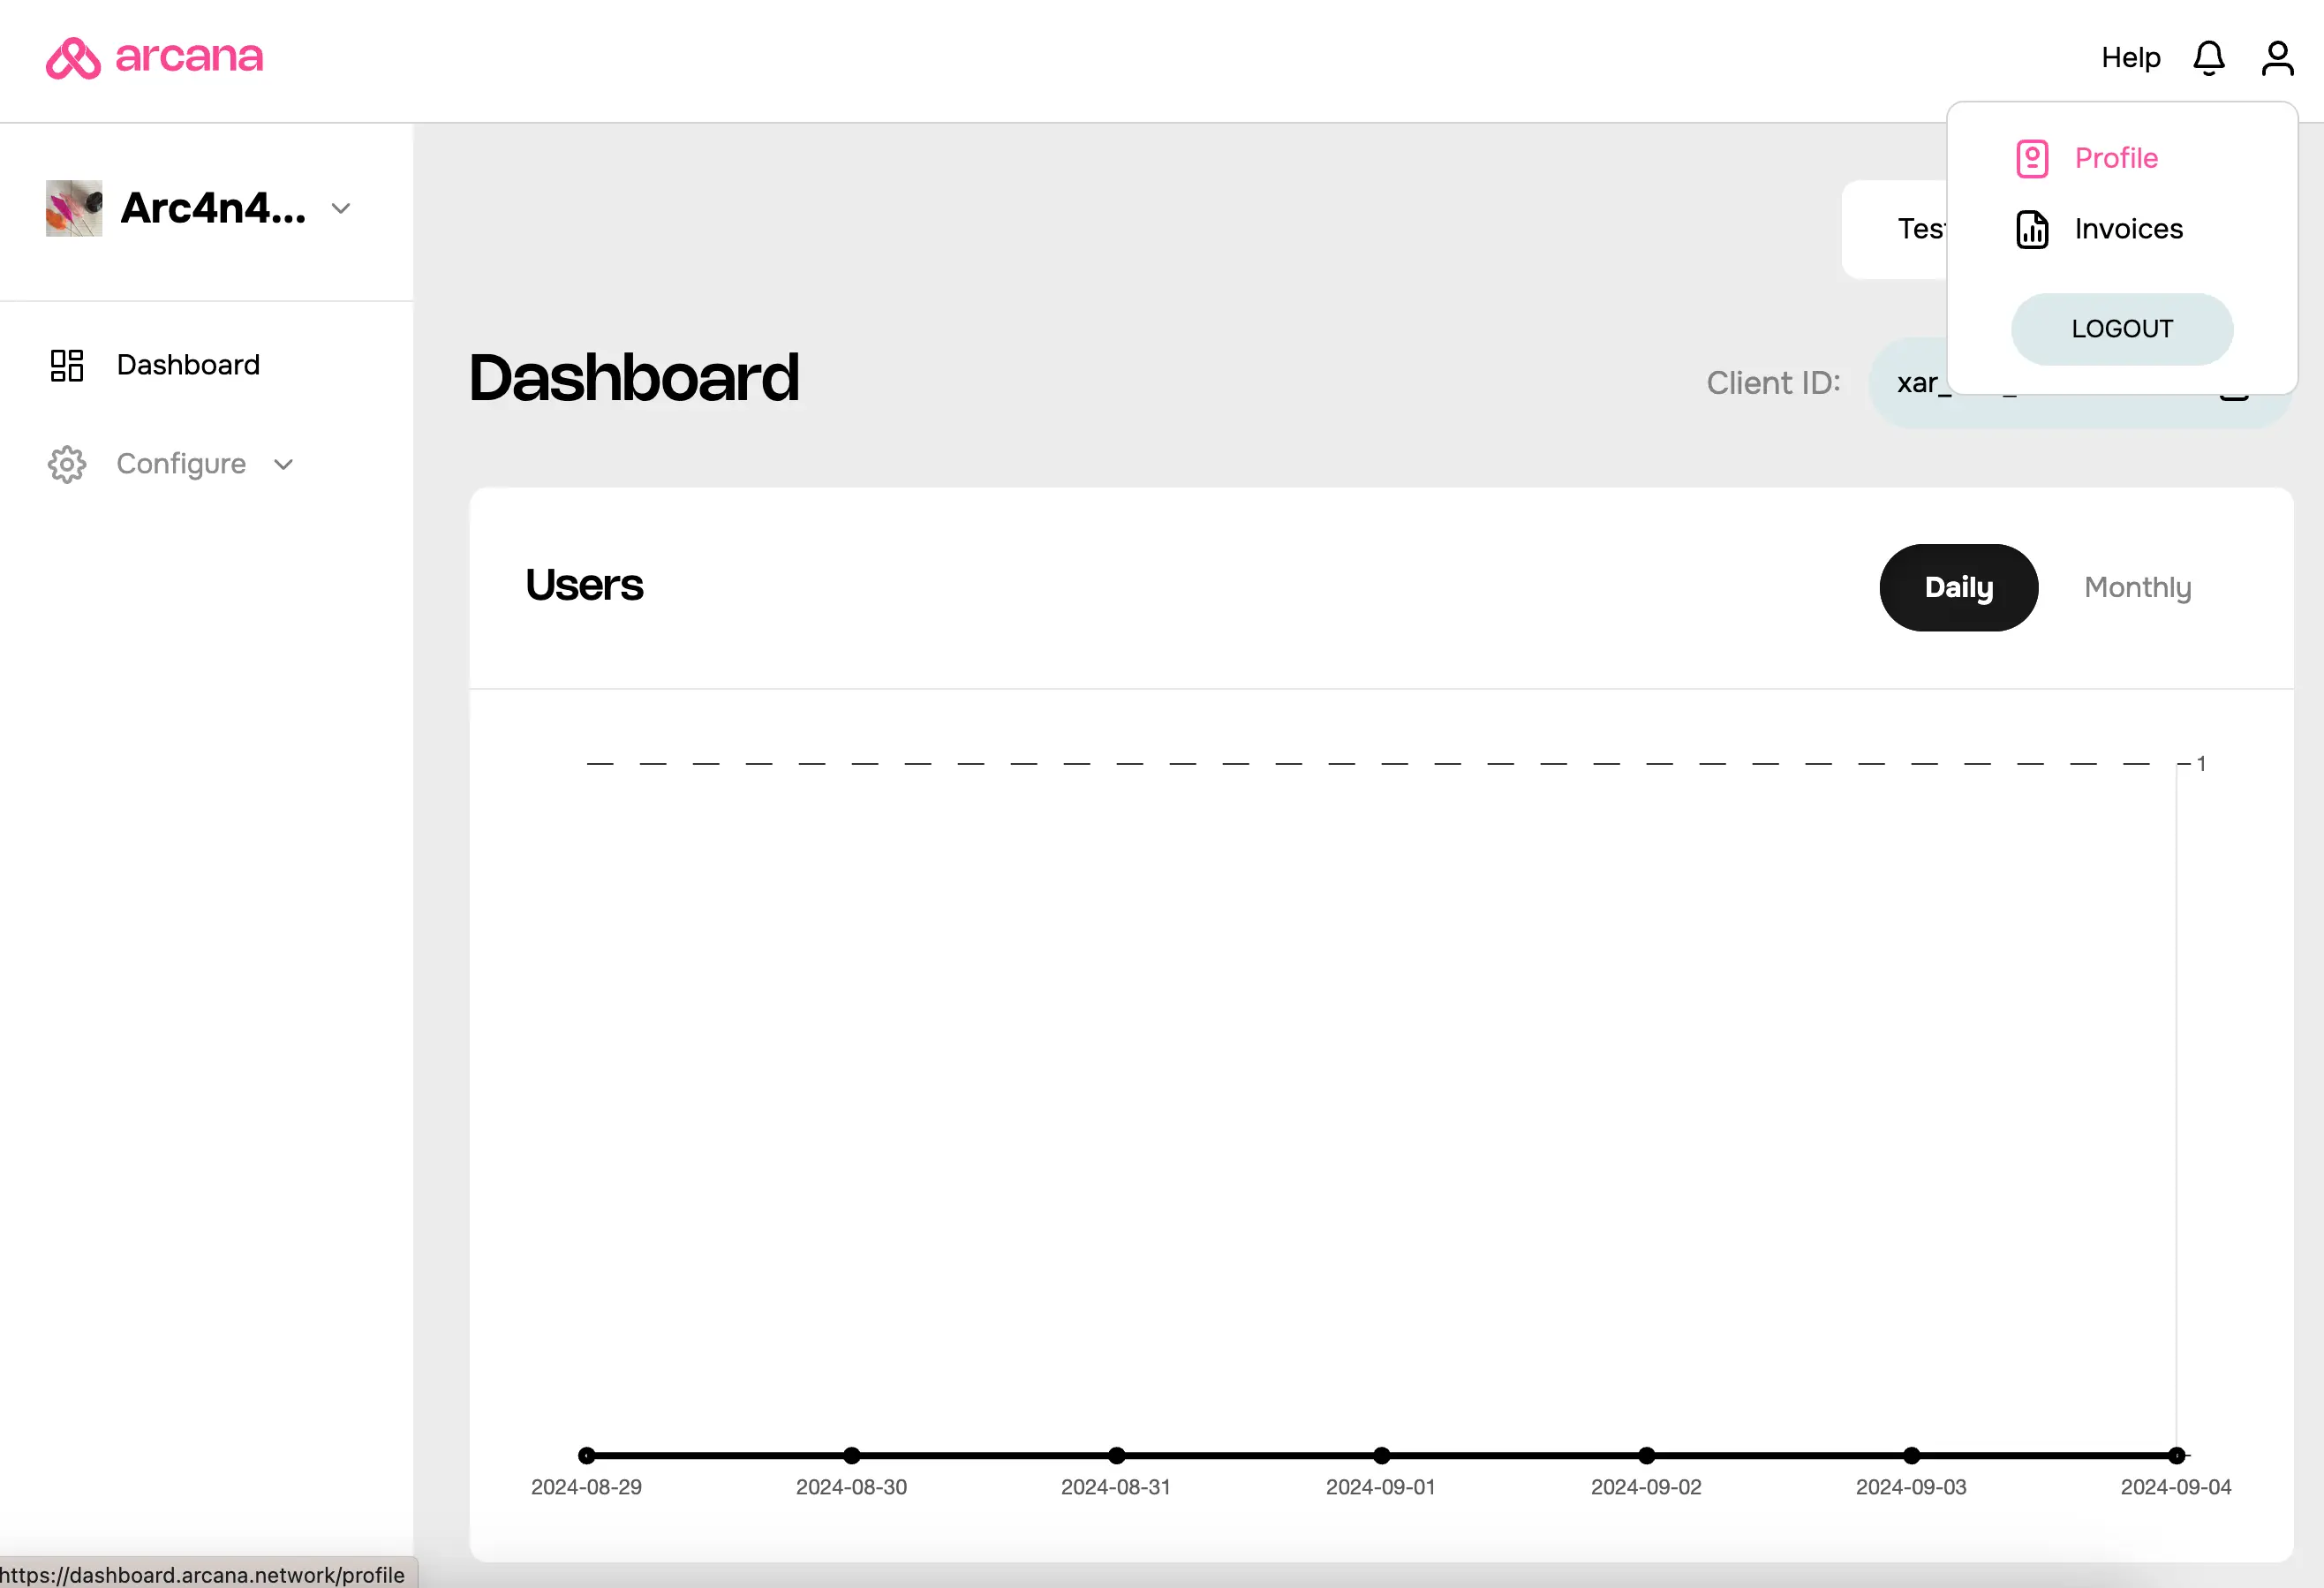 arcana
Help
Profile
Arc4n4...
Invoices
LOGOUT
Dashboard
Dashboard
Client ID:
xar_
Configure
Users
Daily
Monthly
1
2024-08-29
2024-08-30
2024-08-31
2024-09-01
2024-09-02
2024-09-03
2024-09-04
https://dashboard.arcana.network/profile